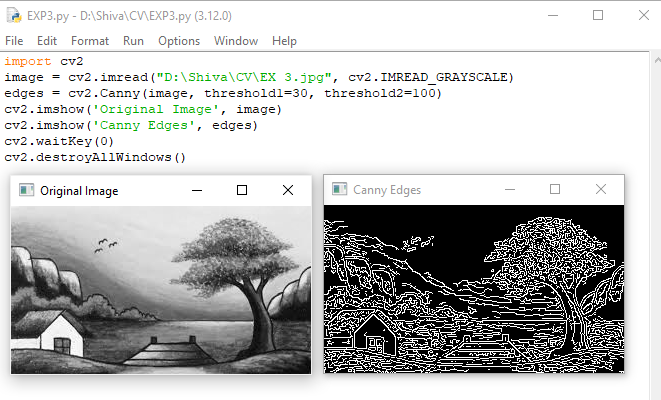 EXP3.py - D:\Shiva\CV\EXP3.py (3.12.0)
File Edit Format Run Options Window Help
import cv2
image = cv2.imread("D:\Shiva\CV\EX 3.jpg", cv2.IMREAD_GRAYSCALE)
edges = cv2.Canny(image, threshold1=30, threshold2=100)
cv2.imshow('Original Image', image)
cv2.imshow('Canny Edges', edges)
cv2.waitKey(0)
cv2.destroyAllWindows()
Original Image
Canny Edges